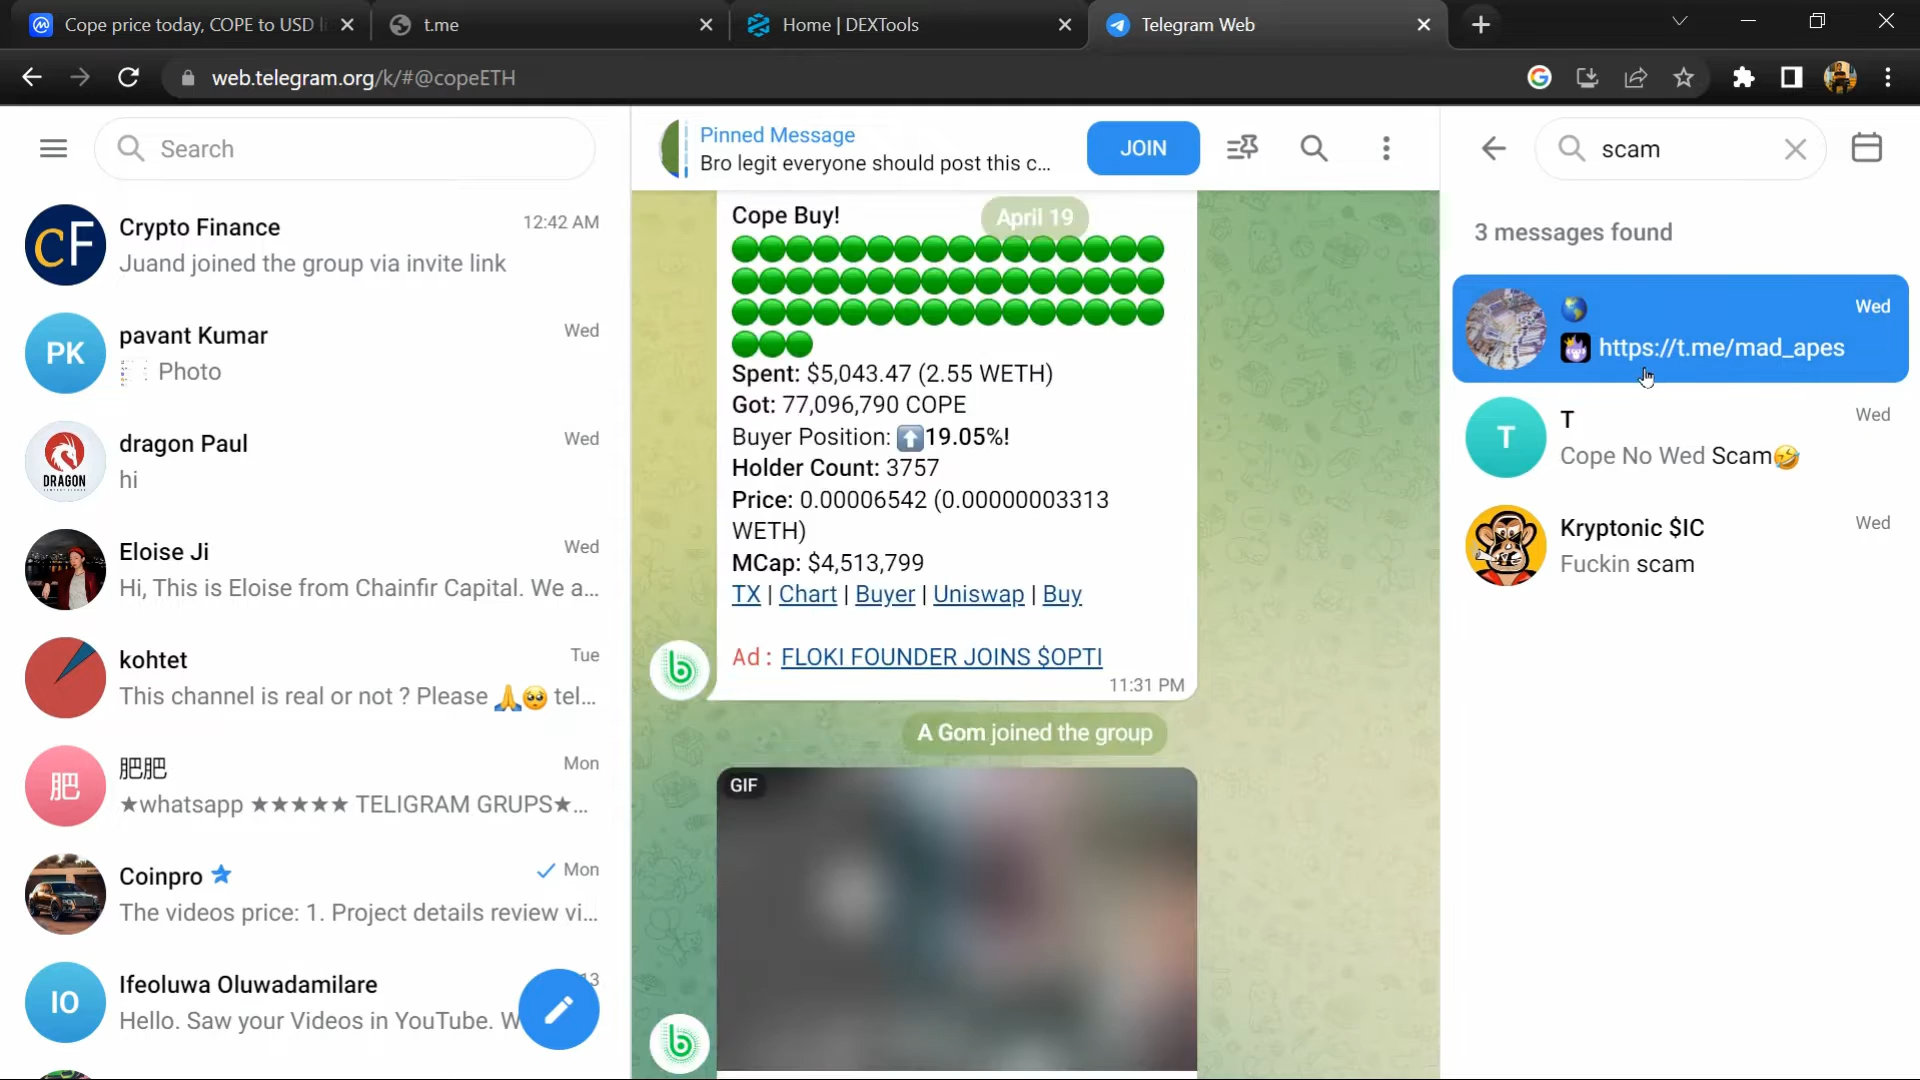 Cope price today, COPE to USD li
t.me
Home | DEXTools
Telegram Web
web.telegram.org/k/#@copeETH
Search
Crypto Finance
12:42 AM
Juand joined the group via invite link
PK
pavant Kumar
Wed
Photo
DRAGON
dragon Paul
Wed
hi
Eloise Ji
Wed
Hi, This is Eloise from Chainfir Capital. We a...
kohtet
Tue
This channel is real or not ? Please 🙏🥺 tel...
肥
肥肥
Mon
★whatsapp ★★★★★ TELIGRAM GRUPS★...
Coinpro
Mon
The videos price: 1. Project details review vi...
IO
Ifeoluwa Oluwadamilare
13
Hello. Saw your Videos in YouTube. W
Pinned Message
Bro legit everyone should post this c...
JOIN
April 19
Cope Buy!
Spent: $5,043.47 (2.55 WETH)
Got: 77,096,790 COPE
Buyer Position: ⬆️19.05%!
Holder Count: 3757
Price: 0.00006542 (0.00000003313
WETH)
MCap: $4,513,799
TX | Chart | Buyer | Uniswap | Buy
Ad: FLOKI FOUNDER JOINS $OPTI
11:31 PM
A Gom joined the group
GIF
scam
3 messages found
Wed
https://t.me/mad_apes
T
T
Wed
Cope No Wed Scam🤣
Kryptonic $IC
Wed
Fuckin scam